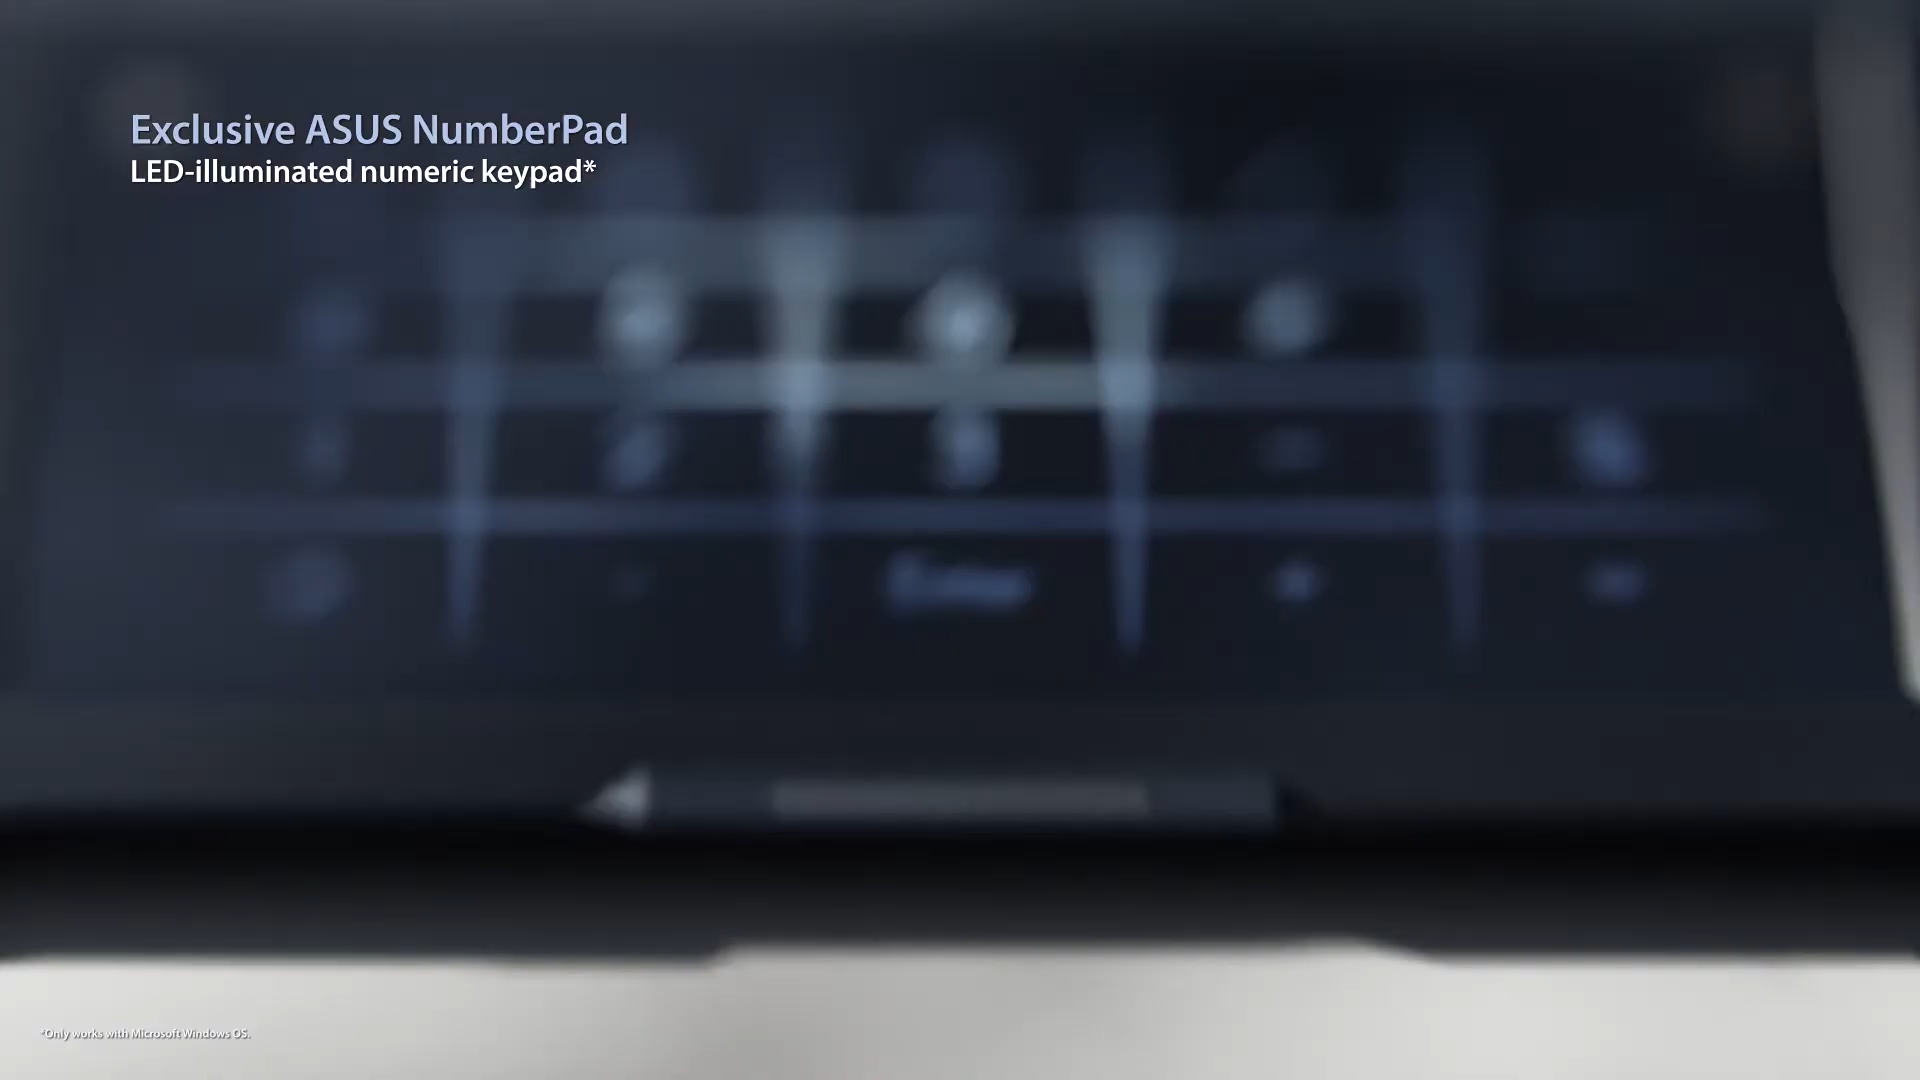 Exclusive ASUS NumberPad
LED-illuminated numeric keypad*
*Only works with Microsoft Windows OS.